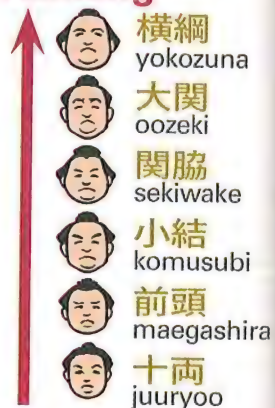 横綱
yokozuna
大関
oozeki
関脇
sekiwake
小結
komusubi
前頭
maegashira
十両
juuryoo